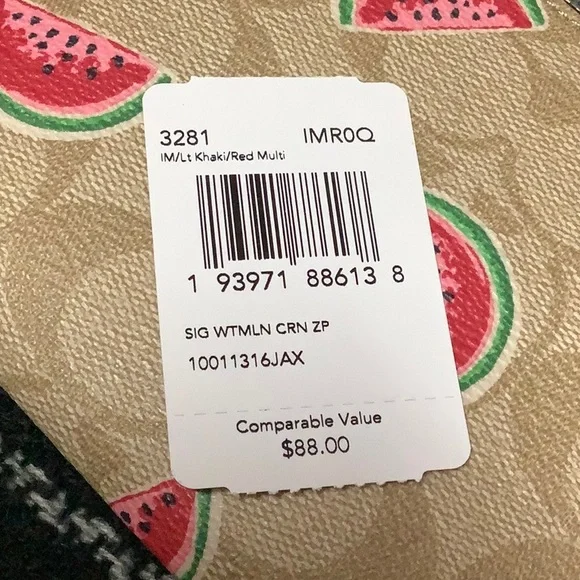 3281 IMR0Q
IM/Lt Khaki/Red Multi
1 93971 88613 8
SIG WTMLN CRN ZP
10011316JAX
Comparable Value
$88.00